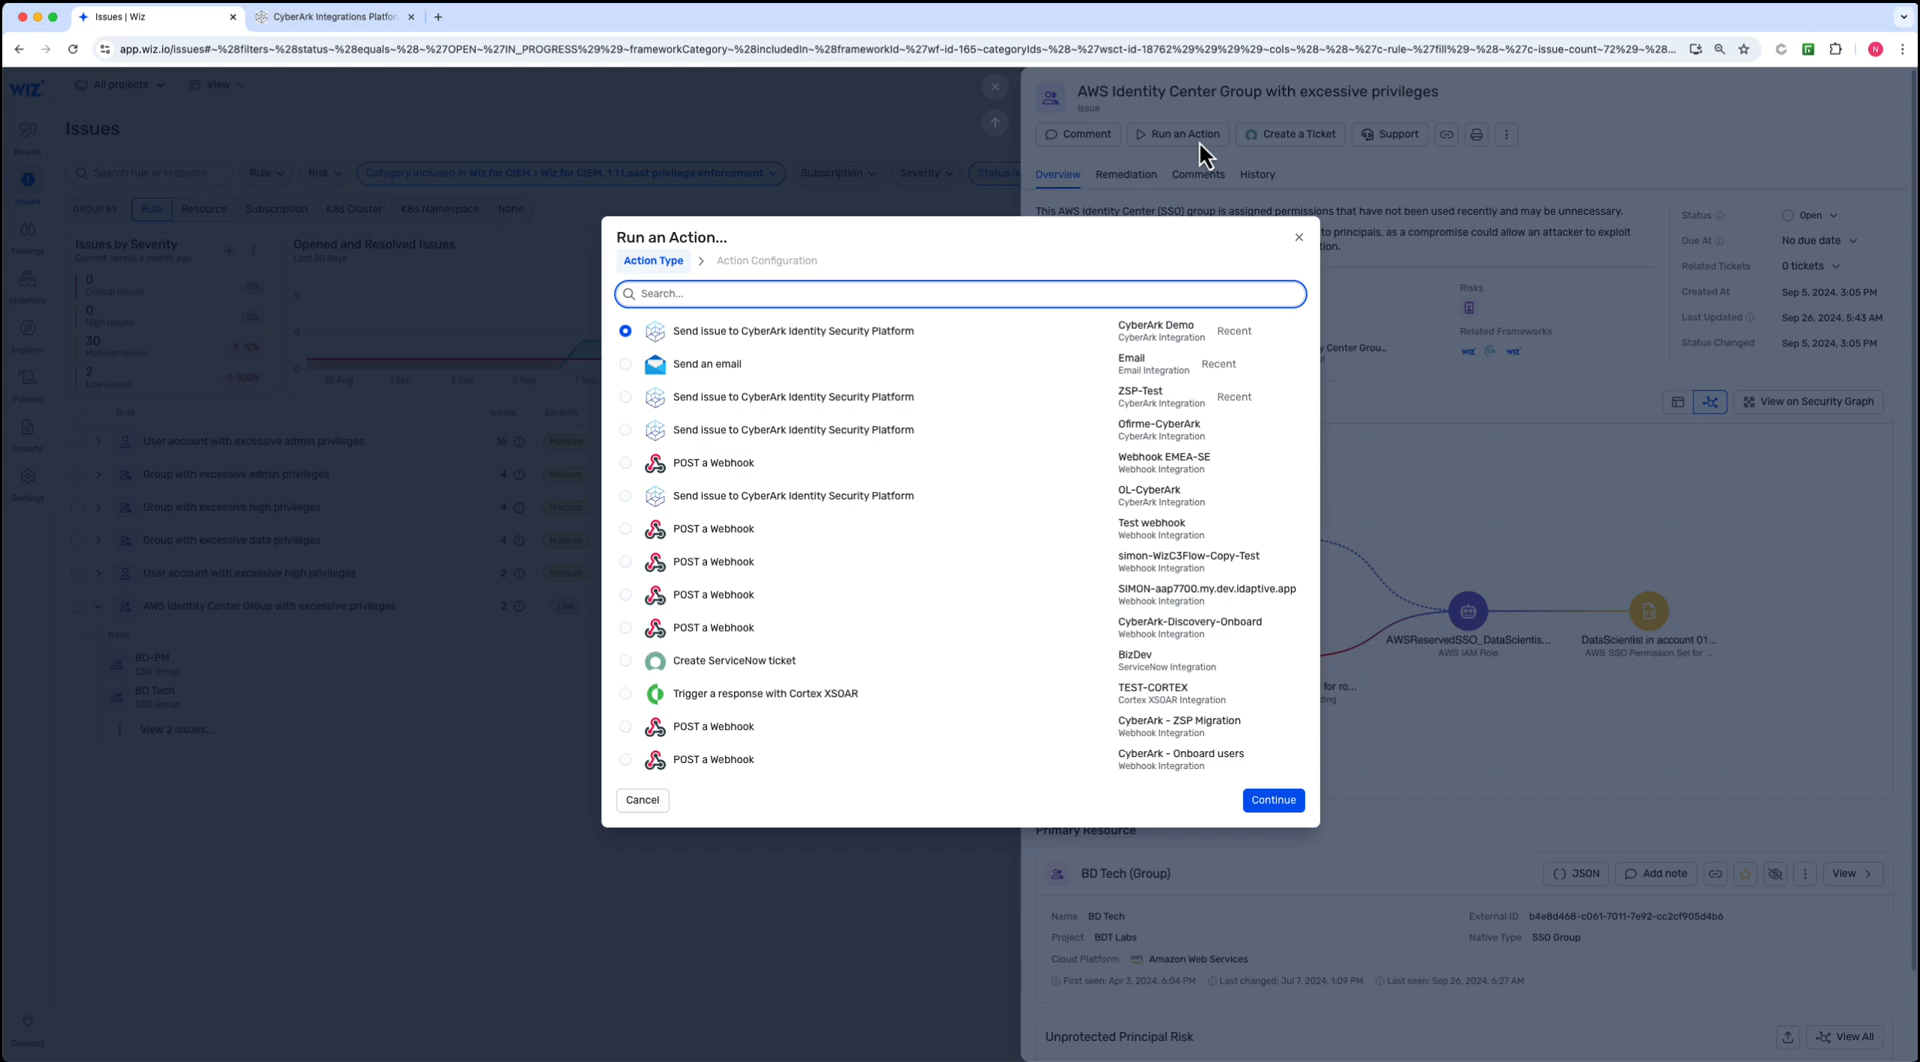 Issues | Wiz
CyberArk Integrations Platfor
app.wiz.io/issues#~%28filters~%28status~%28equals~%28~%27OPEN~%27IN_PROGRESS%29%29~frameworkCategory~%28includedIn~%28frameworkId~%27wf-id-165~categoryIds~%28~%27wsct-id-18762%29%29%29%29~cols~%28~%28~%27c-rule~%27fill%29~%28~%27c-issue-count~72%29~%28...
N
WIZ
All projects
View
Issues
Search rule or resource
Rule
Risk
Category included in Wiz for CIEM > Wiz for CIEM, 1.1 Least privilege enforcement
Subscription
Severity
Status is
GROUP BY
Rule
Resource
Subscription
K8s Cluster
K8s Namespace
None
Boards
Issues
Inventory
Explorer
Policies
Reports
Settings
Connect
Issues by Severity
Current versus a month ago
0
Critical Issues
0%
0
High Issues
0%
30
Medium Issues
12%
2
Low Issues
100%
Opened and Resolved Issues
Last 30 days
8
4
0
30 Aug
1 Sep
3 Sep
5 Sep
7 Sep
Rule
Issues
Severity
User account with excessive admin privileges
16
Medium
Group with excessive admin privileges
4
Medium
Group with excessive high privileges
4
Medium
Group with excessive data privileges
4
Medium
User account with excessive high privileges
2
Medium
AWS Identity Center Group with excessive privileges
2
Low
Issue
BD-PM
SSO Group
BD Tech
SSO Group
View 2 issues...
Run an Action...
Action Type
Action Configuration
Search...
Send issue to CyberArk Identity Security Platform
CyberArk Demo
CyberArk Integration
Recent
Send an email
Email
Email Integration
Recent
Send issue to CyberArk Identity Security Platform
ZSP-Test
CyberArk Integration
Recent
Send issue to CyberArk Identity Security Platform
Ofirme-CyberArk
CyberArk Integration
POST a Webhook
Webhook EMEA-SE
Webhook Integration
Send issue to CyberArk Identity Security Platform
OL-CyberArk
CyberArk Integration
POST a Webhook
Test webhook
Webhook Integration
POST a Webhook
simon-WizC3Flow-Copy-Test
Webhook Integration
POST a Webhook
SIMON-aap7700.my.dev.idaptive.app
Webhook Integration
POST a Webhook
CyberArk-Discovery-Onboard
Webhook Integration
Create ServiceNow ticket
BizDev
ServiceNow Integration
Trigger a response with Cortex XSOAR
TEST-CORTEX
Cortex XSOAR Integration
POST a Webhook
CyberArk - ZSP Migration
Webhook Integration
POST a Webhook
CyberArk - Onboard users
Webhook Integration
Cancel
Continue
AWS Identity Center Group with excessive privileges
Issue
Comment
Run an Action
Create a Ticket
Support
Overview
Remediation
Comments
History
This AWS Identity Center (SSO) group is assigned permissions that have not been used recently and may be unnecessary.
to principals, as a compromise could allow an attacker to exploit
tion.
Status
Open
Due At
No due date
Related Tickets
0 tickets
Created At
Sep 5, 2024, 3:05 PM
Last Updated
Sep 26, 2024, 5:43 AM
Status Changed
Sep 5, 2024, 3:05 PM
Risks
Related Frameworks
WIZ
WIZ
y Center Grou...
View on Security Graph
AWSReservedSSO_DataScientis...
AWS IAM Role
DataScientist in account 01...
AWS SSO Permission Set for ...
for ro...
ding
Primary Resource
BD Tech (Group)
JSON
Add note
View
Name
BD Tech
External ID
b4e8d468-c061-7011-7e92-cc2cf905d4b6
Project
BDT Labs
Native Type
SSO Group
Cloud Platform
Amazon Web Services
First seen: Apr 3, 2024, 6:04 PM
Last changed: Jul 7, 2024, 1:09 PM
Last seen: Sep 26, 2024, 6:27 AM
Unprotected Principal Risk
View All